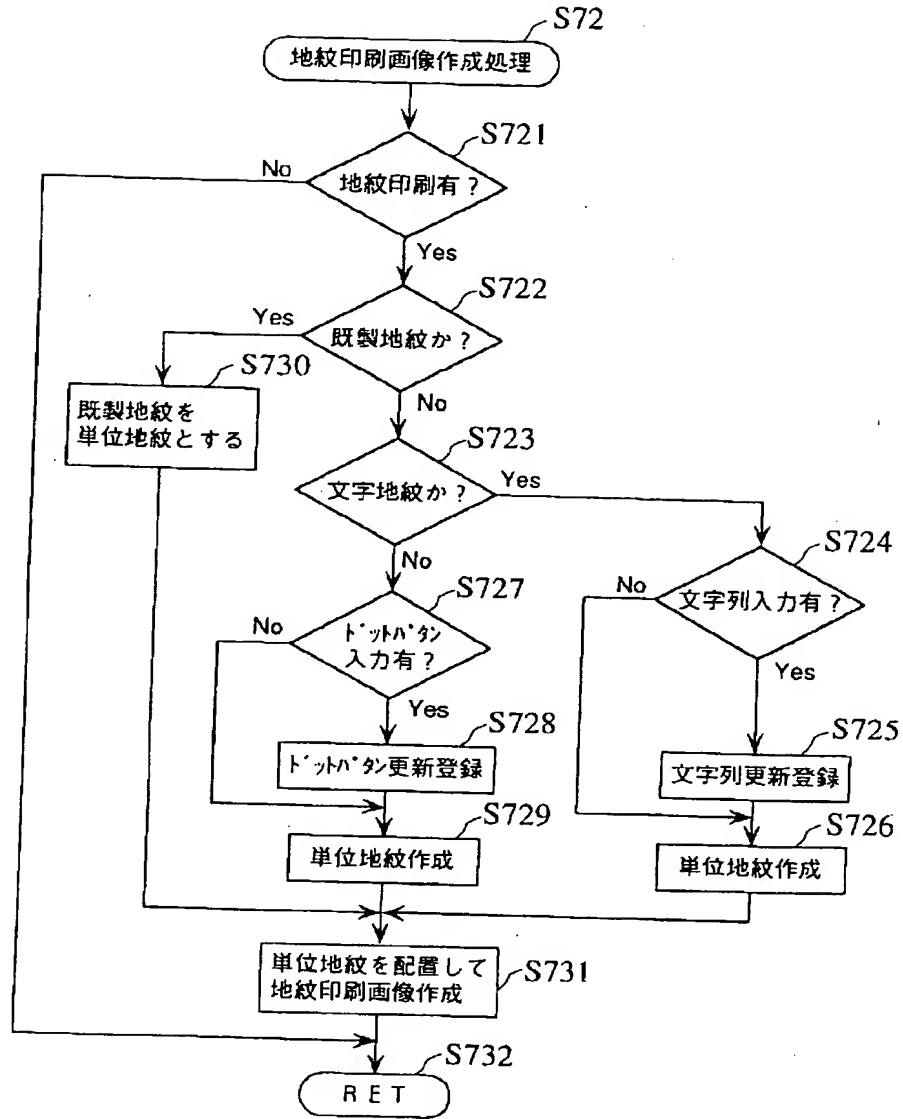 S72
地紋印刷画像作成処理
S721
No
地紋印刷有?
Yes
S722
Yes
既製地紋か?
S730
No
既製地紋を
単位地紋とする
S723
文字地紋か?
Yes
S724
No
S727
No
文字列入力有?
No
ドットパタン
入力有?
Yes
Yes
S728
S725
ドットパタン更新登録
文字列更新登録
S729
S726
単位地紋作成
単位地紋作成
単位地紋を配置して
地紋印刷画像作成
S731
S732
RET